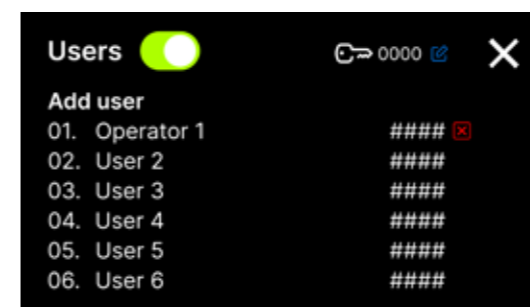 Users 0000
Add user
01. Operator 1 ####
02. User 2 ####
03. User 3 ####
04. User 4 ####
05. User 5 ####
06. User 6 ####